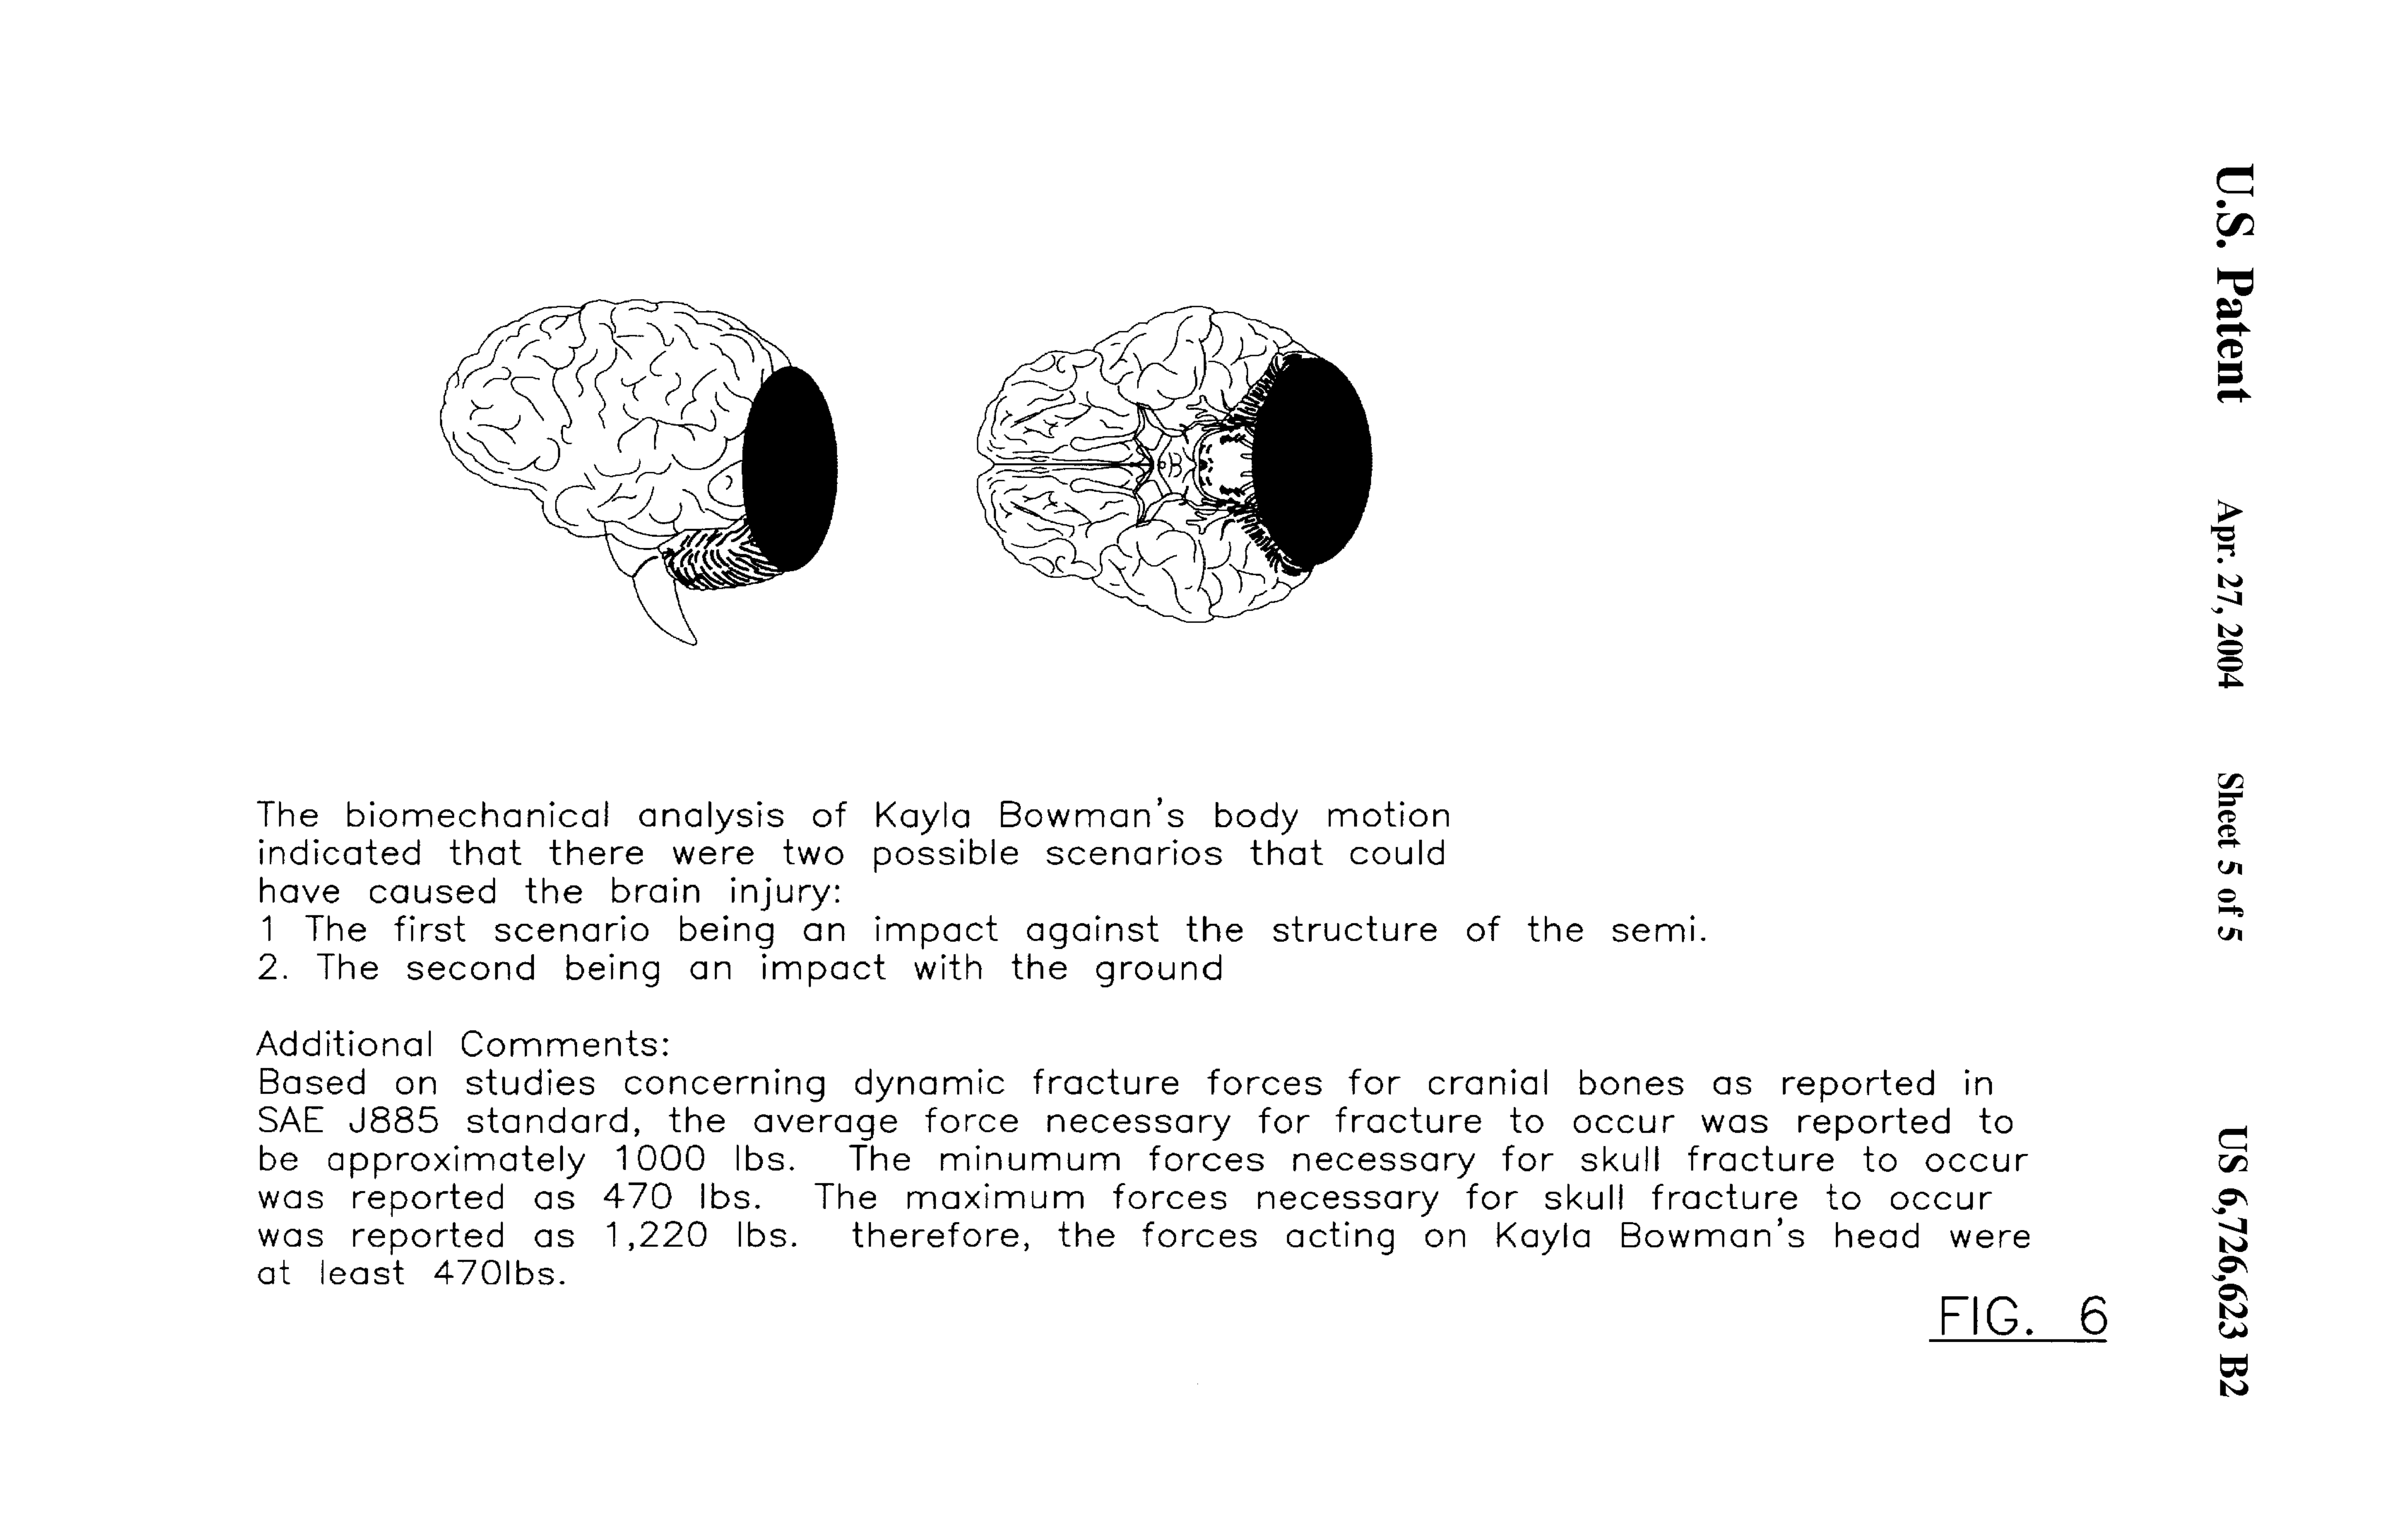 The biomechanical analysis of Kayla Bowman's body motion
indicated that there were two possible scenarios that could
have caused the brain injury:
1 The first scenario being an impact against the structure of the semi.
2. The second being an impact with the ground
Additional Comments:
Based on studies concerning dynamic fracture forces for cranial bones as reported in
SAE J885 standard, the average force necessary for fracture to occur was reported to
be approximately 1000 lbs. The minumum forces necessary for skull fracture to occur
was reported as 470 lbs. The maximum forces necessary for skull fracture to occur
was reported as 1,220 lbs. therefore, the forces acting on Kayla Bowman's head were
at least 470lbs.
FIG. 6
U.S. Patent Apr. 27, 2004 Sheet 5 of 5 US 6,726,623 B2